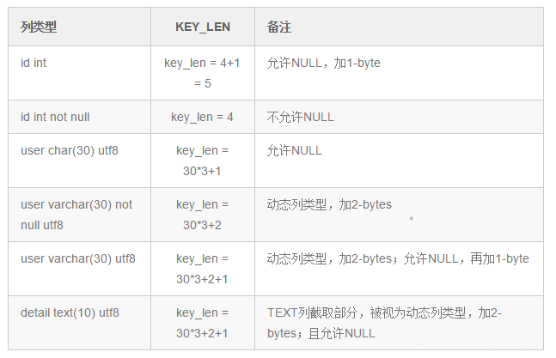 列类型 KEY_LEN 备注
id int key_len = 4+1 允许NULL，加1-byte
= 5
id int not null key_len = 4 不允许NULL
user char(30) utf8 key_len = 允许NULL
30*3+1
user varchar(30) not key_len = 动态列类型，加2-bytes
null utf8 30*3+2 。
user varchar(30) utf8 key_len = 动态列类型，加2-bytes；允许NULL，再加1-byte
30*3+2+1
detail text(10) utf8 key_len = TEXT列截取部分，被视为动态列类型，加2-
30*3+2+1 bytes；且允许NULL